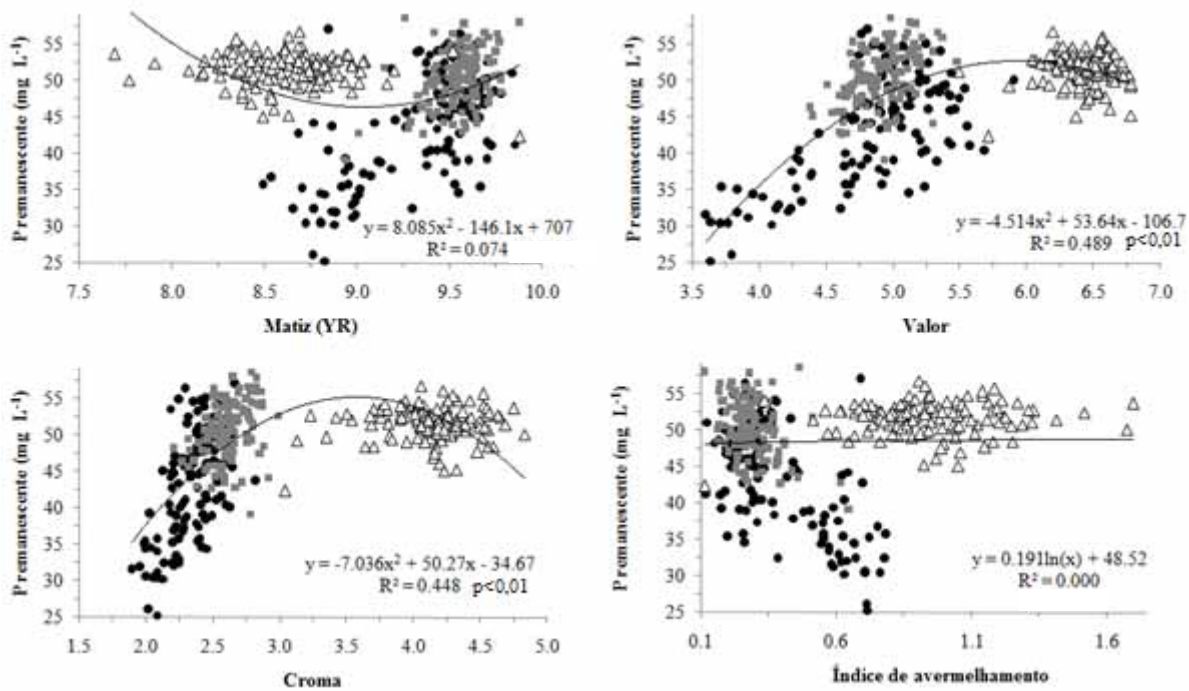 Premanescente (mg L⁻¹)
55
50
45
40
35
30
25
y = 8.085x² - 146.1x + 707
R² = 0.074
7.5 8.0 8.5 9.0 9.5 10.0
Matiz (YR)
Premanescente (mg L⁻¹)
55
50
45
40
35
30
25
y = -4.514x² + 53.64x - 106.7
R² = 0.489 p<0,01
3.5 4.0 4.5 5.0 5.5 6.0 6.5 7.0
Valor
Premanescente (mg L⁻¹)
55
50
45
40
35
30
25
y = -7.036x² + 50.27x - 34.67
R² = 0.448 p<0,01
1.5 2.0 2.5 3.0 3.5 4.0 4.5 5.0
Croma
Premanescente (mg L⁻¹)
55
50
45
40
35
30
25
y = 0.191ln(x) + 48.52
R² = 0.000
0.1 0.6 1.1 1.6
Índice de avermelhamento